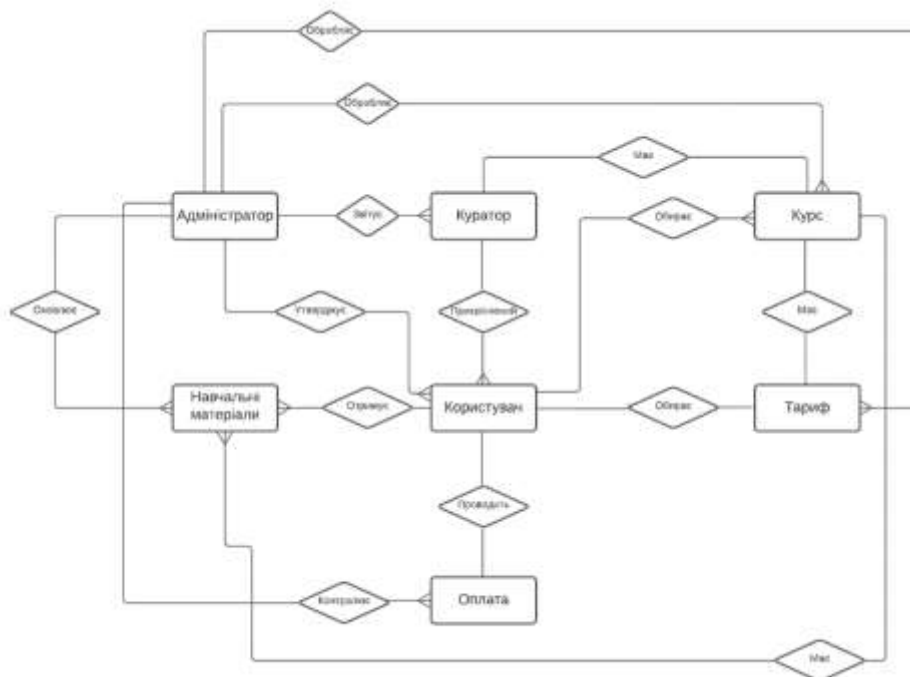 Обробляє
Обробляє
Має
Адміністратор
Звітує
Куратор
Обирає
Курс
Оновлює
Утверджує
Прикріплений
Має
Навчальні
матеріали
Отримує
Користувач
Обирає
Тариф
Проводить
Контролює
Оплата
Має